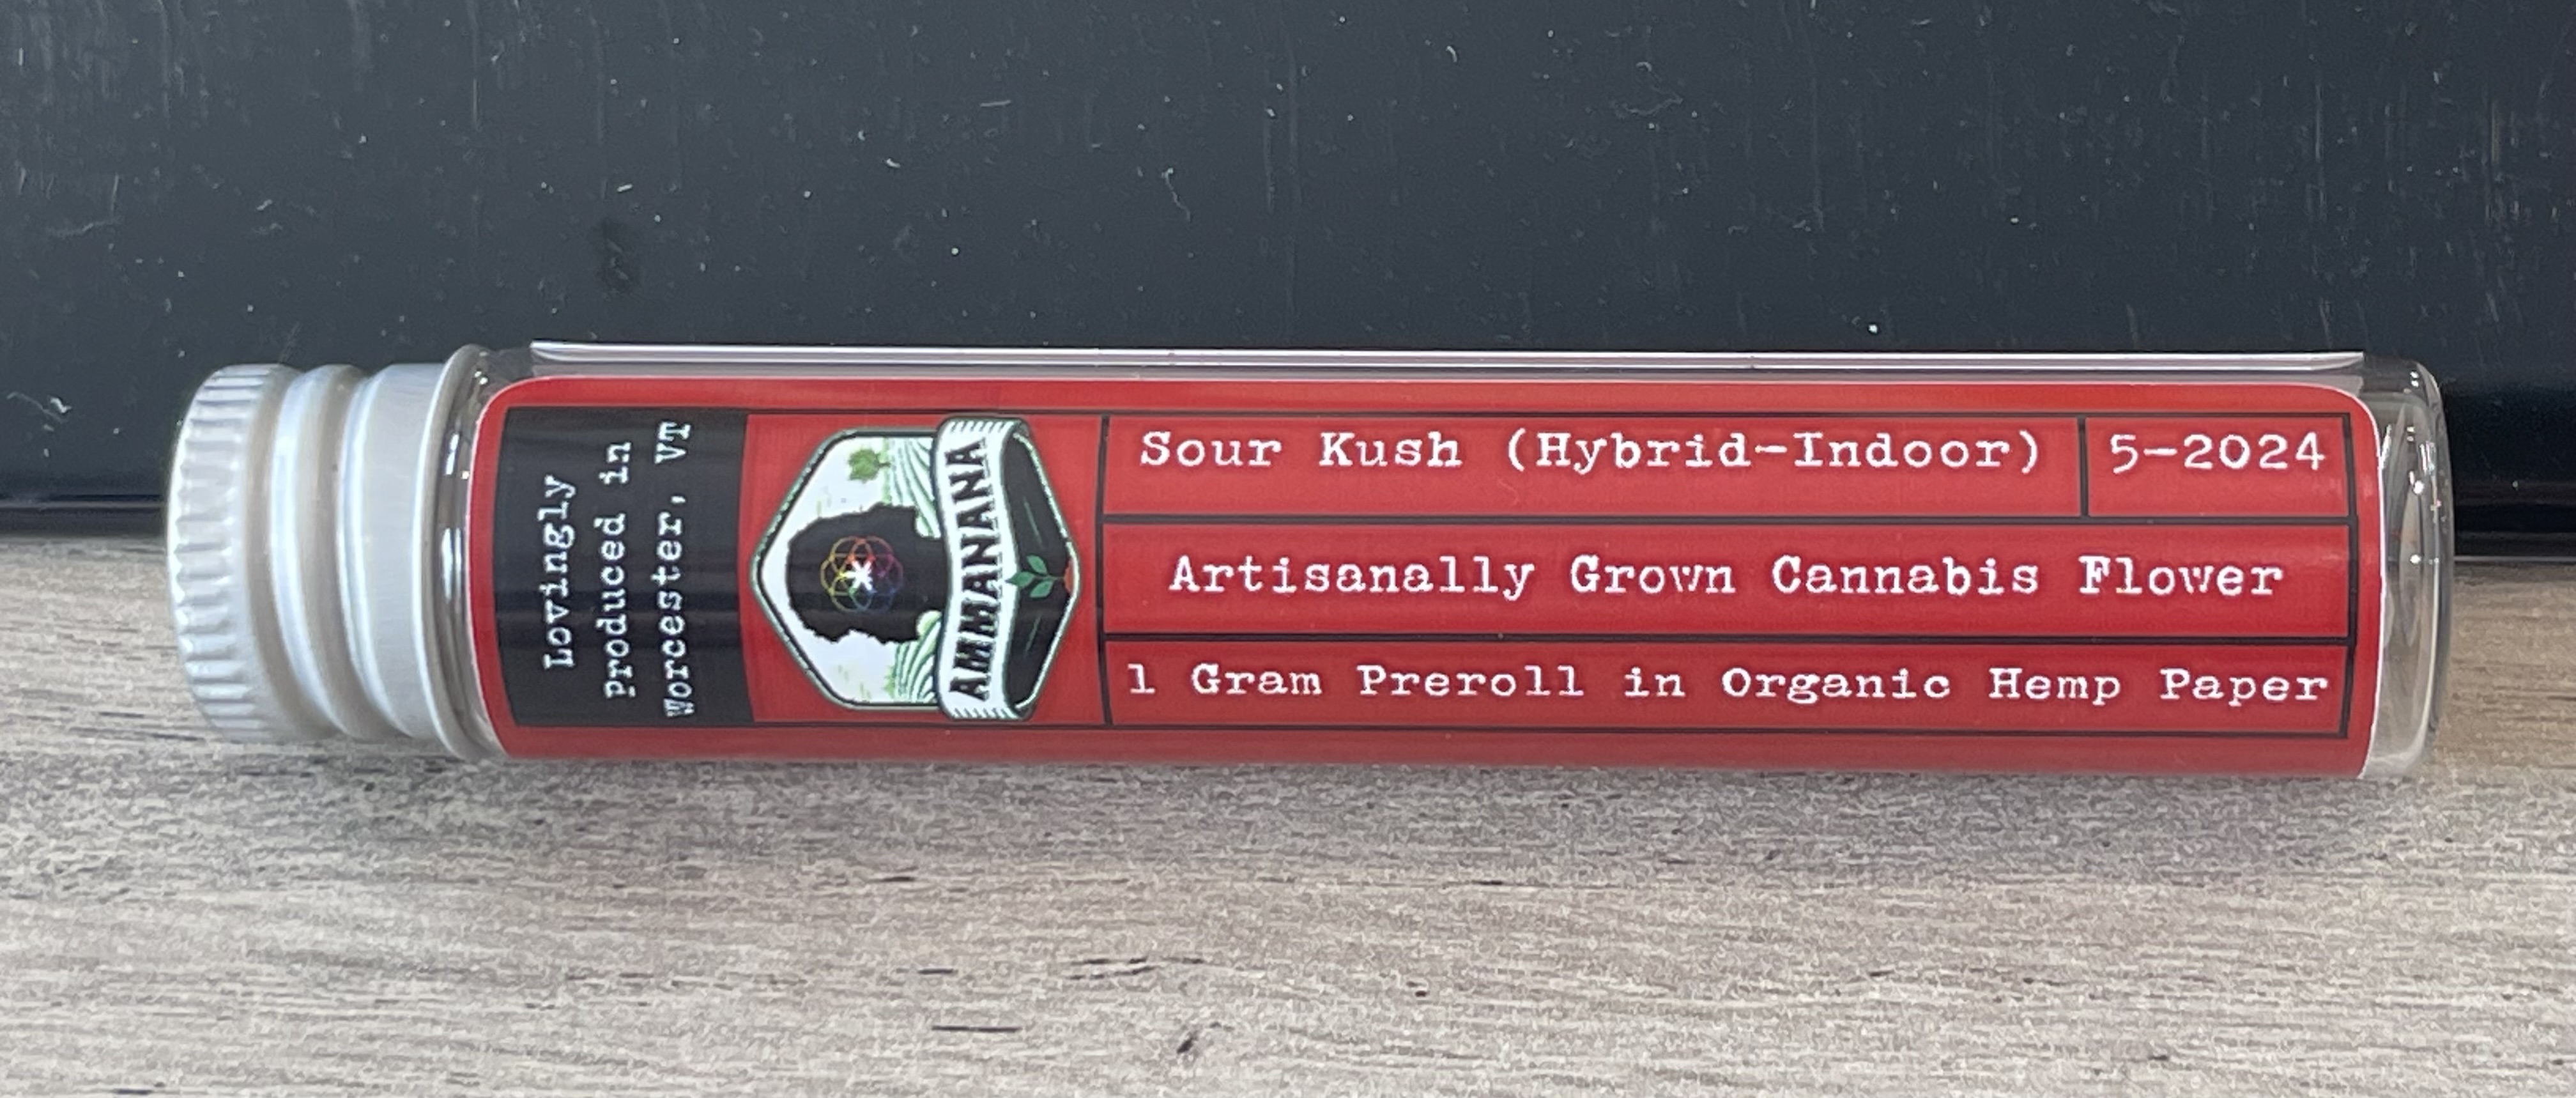 Lovingly
produced in
Worcester, VT
AMMANANA
Sour Kush (Hybrid-Indoor)
5-2024
Artisanally Grown Cannabis Flower
1 Gram Preroll in Organic Hemp Paper